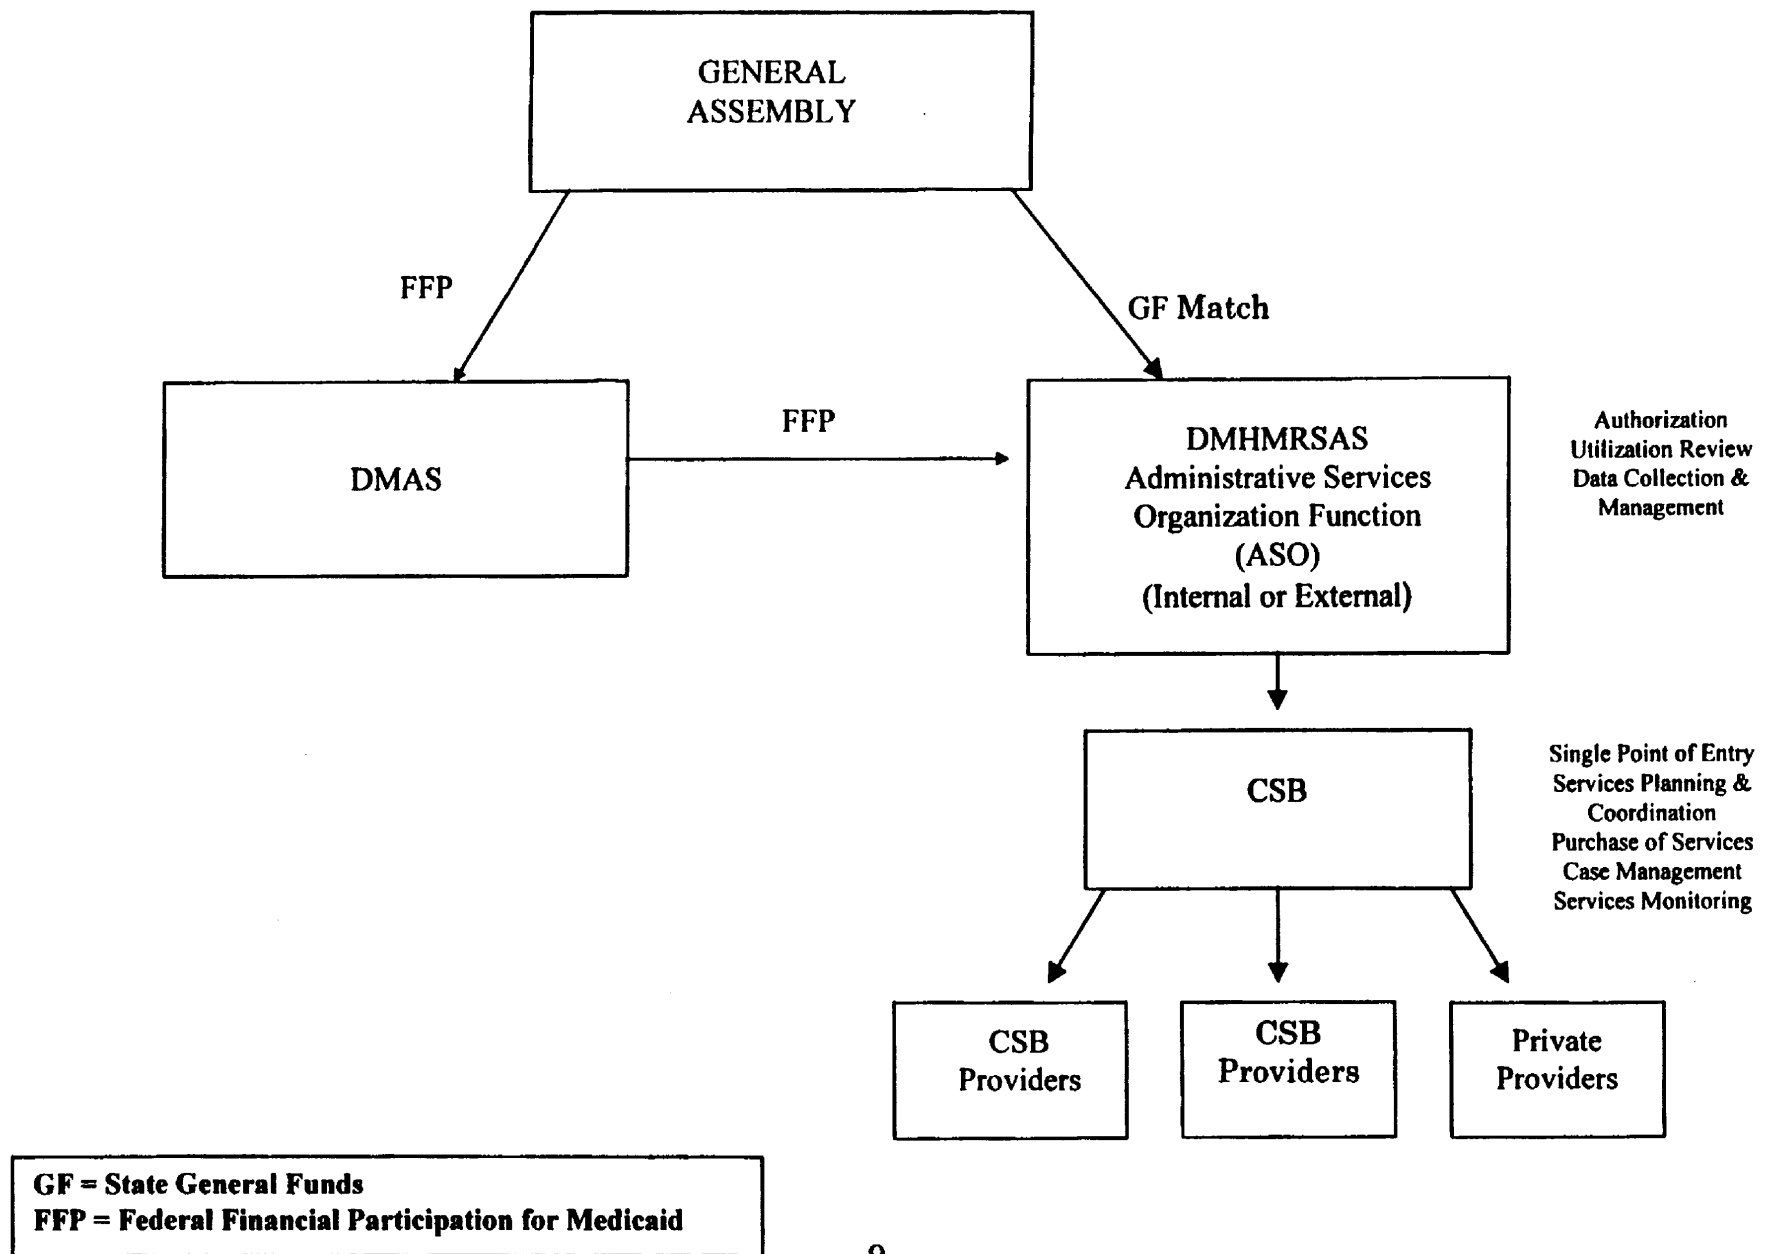 GENERAL
ASSEMBLY
FFP
GF Match
DMAS
FFP
DMHMRSAS
Administrative Services
Organization Function
(ASO)
(Internal or External)
Authorization
Utilization Review
Data Collection &
Management
CSB
Single Point of Entry
Services Planning &
Coordination
Purchase of Services
Case Management
Services Monitoring
CSB
Providers
CSB
Providers
Private
Providers
GF = State General Funds
FFP = Federal Financial Participation for Medicaid